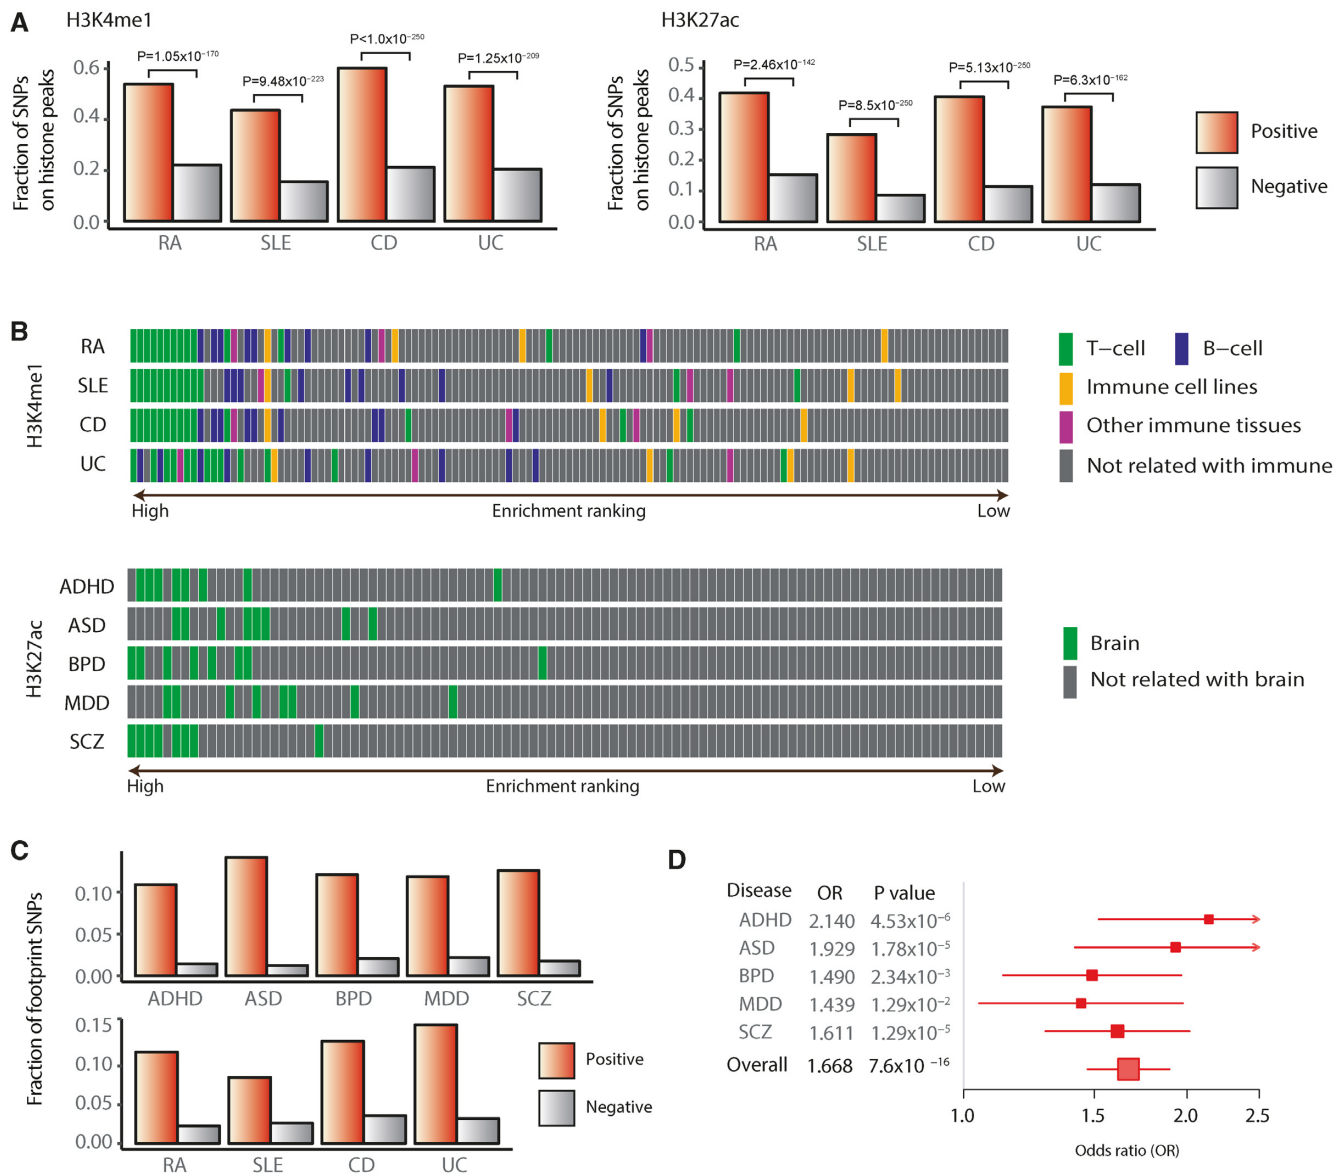 A
H3K4me1
Fraction of SNPs
on histone peaks
0.6
0.4
0.2
0.0
P=1.05x10⁻¹⁷⁰
P=9.48x10⁻²²³
P<1.0x10⁻²⁵⁰
P=1.25x10⁻²⁰⁹
RA SLE CD UC
H3K27ac
Fraction of SNPs
on histone peaks
0.5
0.4
0.3
0.2
0.1
0.0
P=2.46x10⁻¹⁴²
P=8.5x10⁻²⁵⁰
P=5.13x10⁻²⁵⁰
P=6.3x10⁻¹⁶²
RA SLE CD UC
Positive
Negative
B
H3K4me1
RA
SLE
CD
UC
High Enrichment ranking Low
T−cell B−cell
Immune cell lines
Other immune tissues
Not related with immune
H3K27ac
ADHD
ASD
BPD
MDD
SCZ
High Enrichment ranking Low
Brain
Not related with brain
C
Fraction of footprint SNPs
0.10
0.05
0.00
ADHD ASD BPD MDD SCZ
0.15
0.10
0.05
0.00
RA SLE CD UC
Positive
Negative
D
Disease OR P value
ADHD 2.140 4.53x10⁻⁶
ASD 1.929 1.78x10⁻⁵
BPD 1.490 2.34x10⁻³
MDD 1.439 1.29x10⁻²
SCZ 1.611 1.29x10⁻⁵
Overall 1.668 7.6x10 ⁻¹⁶
1.0 1.5 2.0 2.5
Odds ratio (OR)